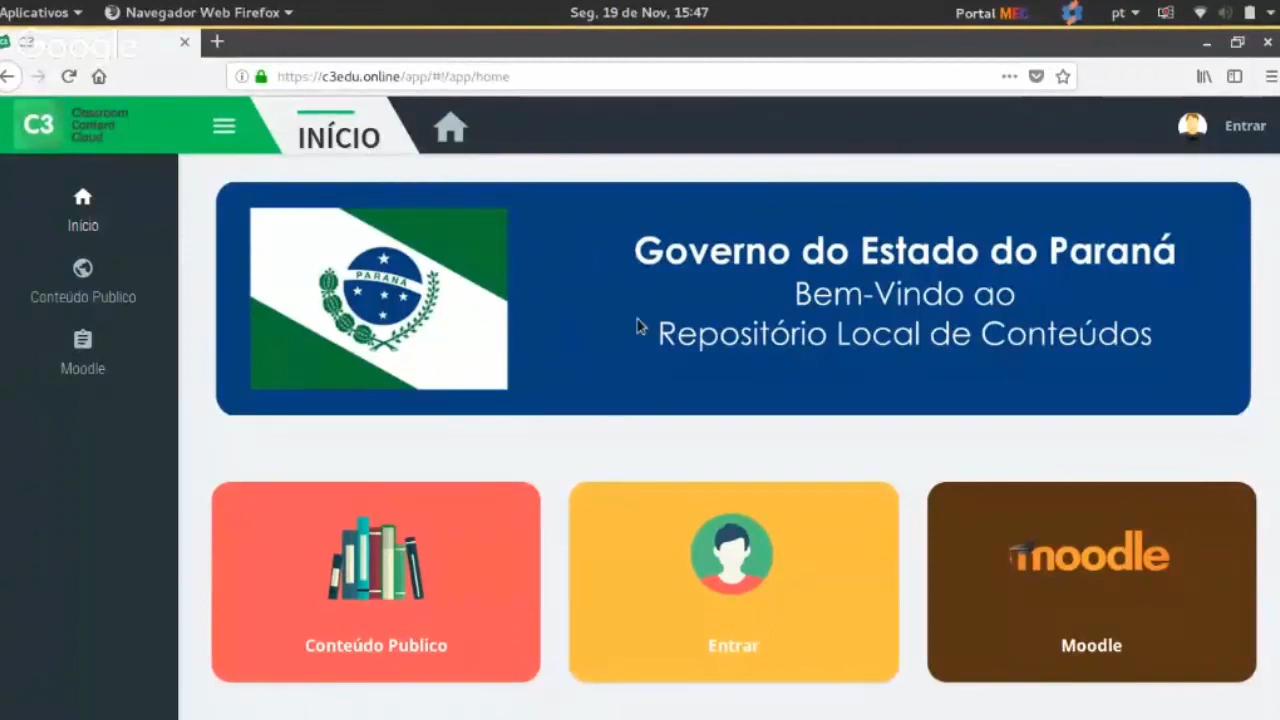 Aplicativos
Navegador Web Firefox
Seg, 19 de Nov, 15:47
Portal MEC
pt
C3
Google
https://c3edu.online/app/#!/app/home
C3
Classroom
Content
Cloud
INÍCIO
Entrar
Início
Conteúdo Publico
Moodle
PARANÁ
Governo do Estado do Paraná
Bem-Vindo ao
Repositório Local de Conteúdos
Conteúdo Publico
Entrar
moodle
Moodle